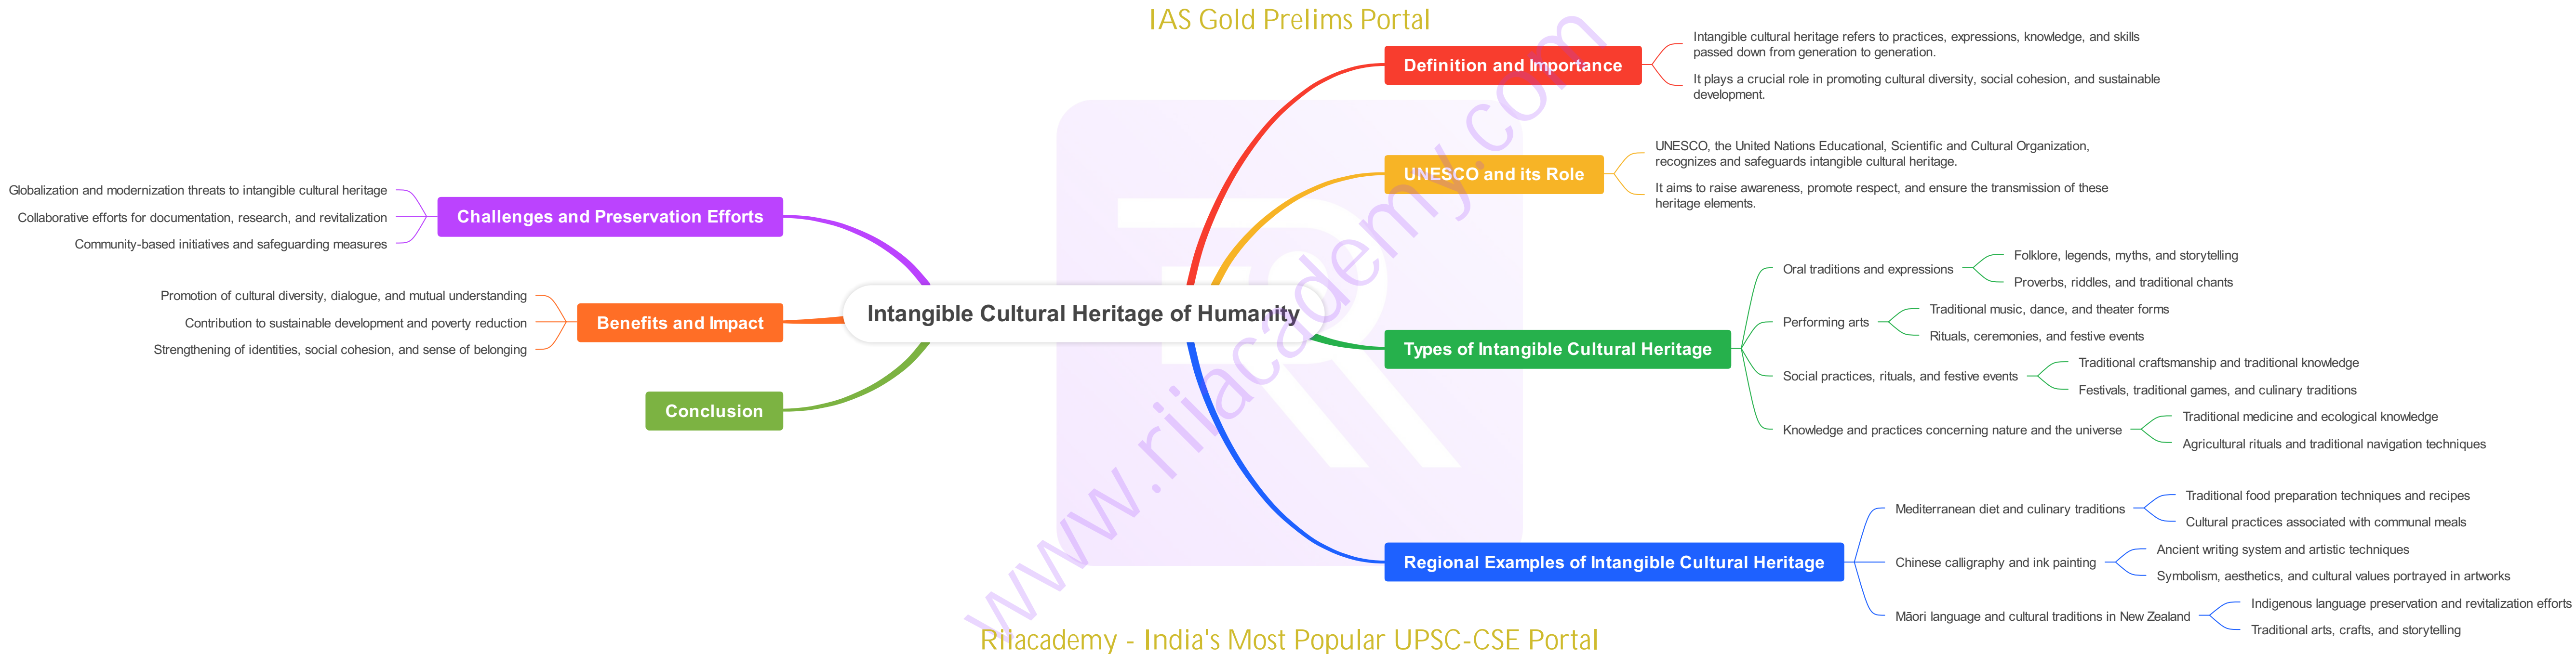 IAS Gold Prelims Portal
Intangible Cultural Heritage of Humanity
Definition and Importance
Intangible cultural heritage refers to practices, expressions, knowledge, and skills
passed down from generation to generation.
It plays a crucial role in promoting cultural diversity, social cohesion, and sustainable
development.
UNESCO and its Role
UNESCO, the United Nations Educational, Scientific and Cultural Organization,
recognizes and safeguards intangible cultural heritage.
It aims to raise awareness, promote respect, and ensure the transmission of these
heritage elements.
Types of Intangible Cultural Heritage
Oral traditions and expressions
Folklore, legends, myths, and storytelling
Proverbs, riddles, and traditional chants
Performing arts
Traditional music, dance, and theater forms
Rituals, ceremonies, and festive events
Social practices, rituals, and festive events
Traditional craftsmanship and traditional knowledge
Festivals, traditional games, and culinary traditions
Knowledge and practices concerning nature and the universe
Traditional medicine and ecological knowledge
Agricultural rituals and traditional navigation techniques
Regional Examples of Intangible Cultural Heritage
Mediterranean diet and culinary traditions
Traditional food preparation techniques and recipes
Cultural practices associated with communal meals
Chinese calligraphy and ink painting
Ancient writing system and artistic techniques
Symbolism, aesthetics, and cultural values portrayed in artworks
Māori language and cultural traditions in New Zealand
Indigenous language preservation and revitalization efforts
Traditional arts, crafts, and storytelling
Challenges and Preservation Efforts
Globalization and modernization threats to intangible cultural heritage
Collaborative efforts for documentation, research, and revitalization
Community-based initiatives and safeguarding measures
Benefits and Impact
Promotion of cultural diversity, dialogue, and mutual understanding
Contribution to sustainable development and poverty reduction
Strengthening of identities, social cohesion, and sense of belonging
Conclusion
www.riiacademy.com
Riiacademy - India's Most Popular UPSC-CSE Portal